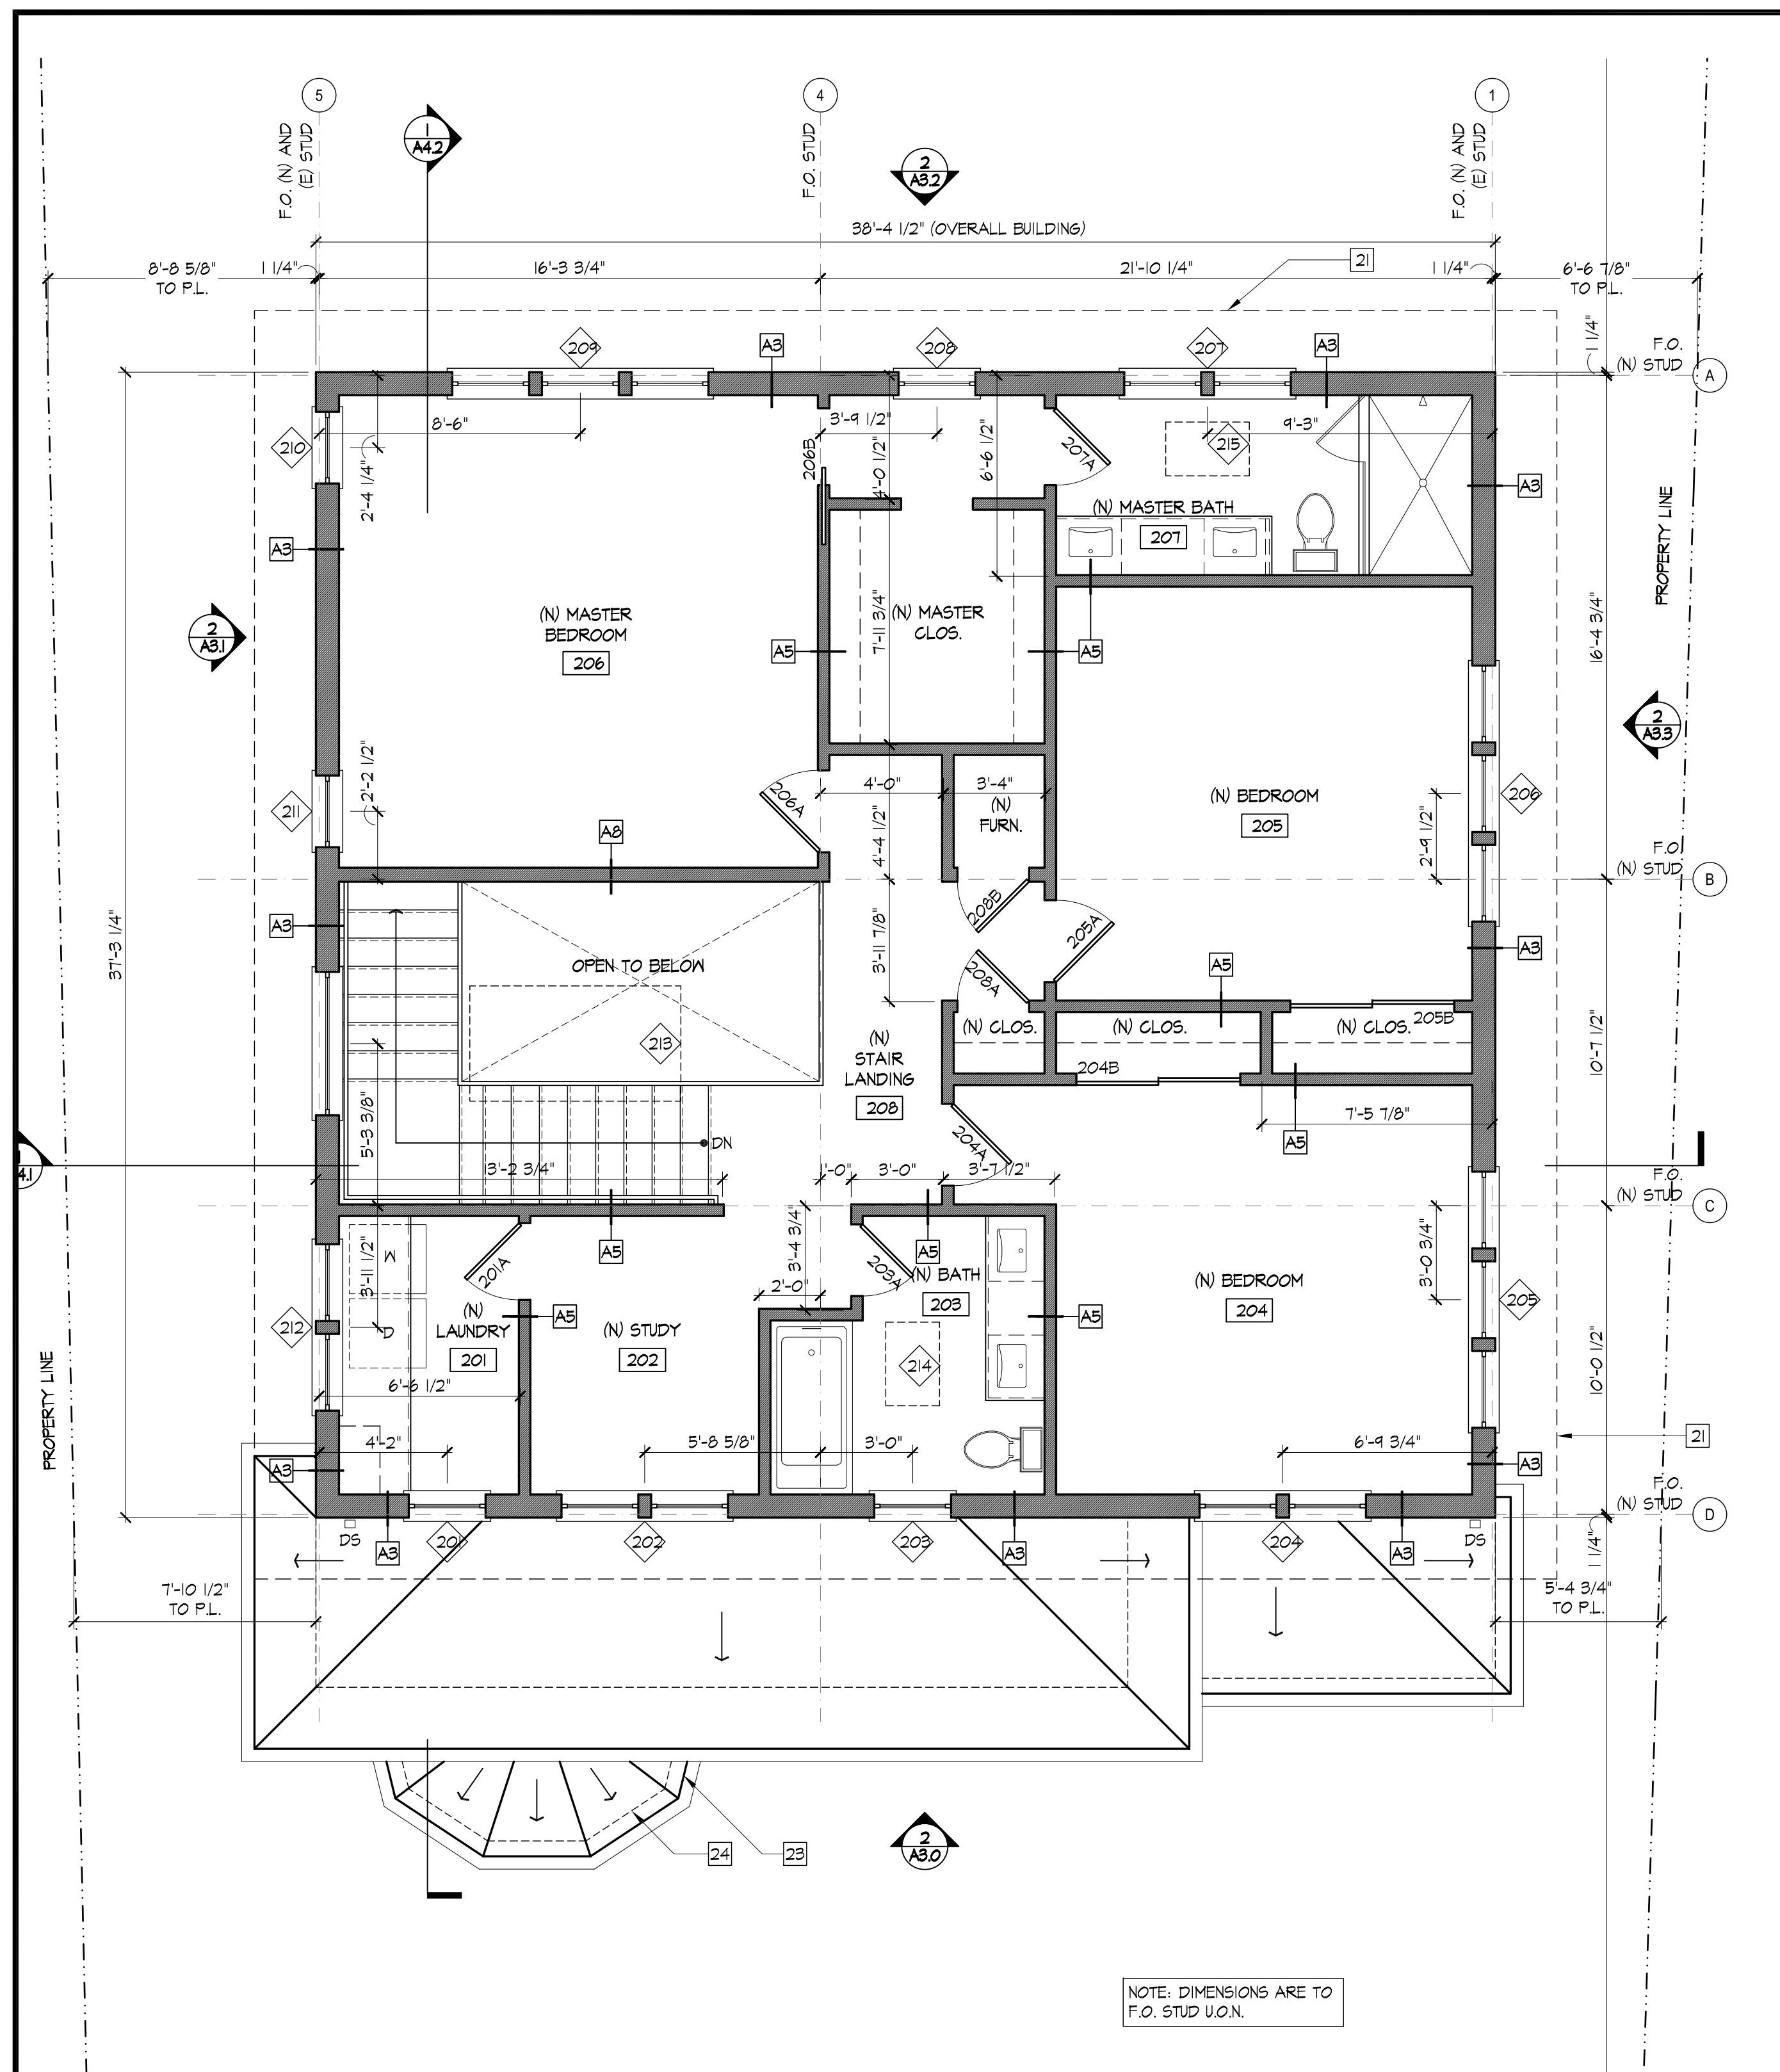 5
4
1
F.O. (N) AND
(E) STUD
F.O. STUD
F.O. (N) AND
(E) STUD
1
A4.2
2
A3.2
38'-4 1/2" (OVERALL BUILDING)
8'-8 5/8"
TO P.L.
1 1/4"
16'-3 3/4"
21'-10 1/4"
21
1 1/4"
6'-6 7/8"
TO P.L.
1 1/4"
F.O.
(N) STUD
A
209
A3
208
207
A3
210
8'-6"
2'-4 1/4"
206B
3'-9 1/2"
4'-0 1/2"
6'-6 1/2"
207A
215
9'-3"
A3
(N) MASTER BATH
207
PROPERTY LINE
A3
2
A3.1
(N) MASTER
BEDROOM
206
A5
7'-11 3/4"
(N) MASTER
CLOS.
A5
A5
16'-4 3/4"
2
A3.3
211
2'-2 1/2"
206A
4'-0"
3'-4"
(N)
FURN.
4'-4 1/2"
(N) BEDROOM
205
2'-9 1/2"
206
A8
F.O.
(N) STUD
B
37'-3 1/4"
A3
OPEN TO BELOW
213
3'-11 7/8"
208B
205A
208A
A5
A3
(N) CLOS.
(N) CLOS.
(N) CLOS.
205B
204B
(N)
STAIR
LANDING
208
10'-7 1/2"
5'-3 3/8"
DN
204A
7'-5 7/8"
A5
1
4.1
13'-2 3/4"
1'-0"
3'-0"
3'-7 1/2"
F.O.
(N) STUD
C
A5
3'-4 3/4"
A5
W
D
3'-11 1/2"
201A
203A
2'-0"
(N) BATH
203
(N) BEDROOM
204
3'-0 3/4"
205
212
(N)
LAUNDRY
201
A5
(N) STUDY
202
A5
214
10'-0 1/2"
PROPERTY LINE
6'-6 1/2"
4'-2"
5'-8 5/8"
3'-0"
6'-9 3/4"
21
A3
A3
F.O.
(N) STUD
D
DS
A3
201
202
203
A3
204
A3
DS
1 1/4"
7'-10 1/2"
TO P.L.
5'-4 3/4"
TO P.L.
24
23
2
A3.0
NOTE: DIMENSIONS ARE TO
F.O. STUD U.O.N.